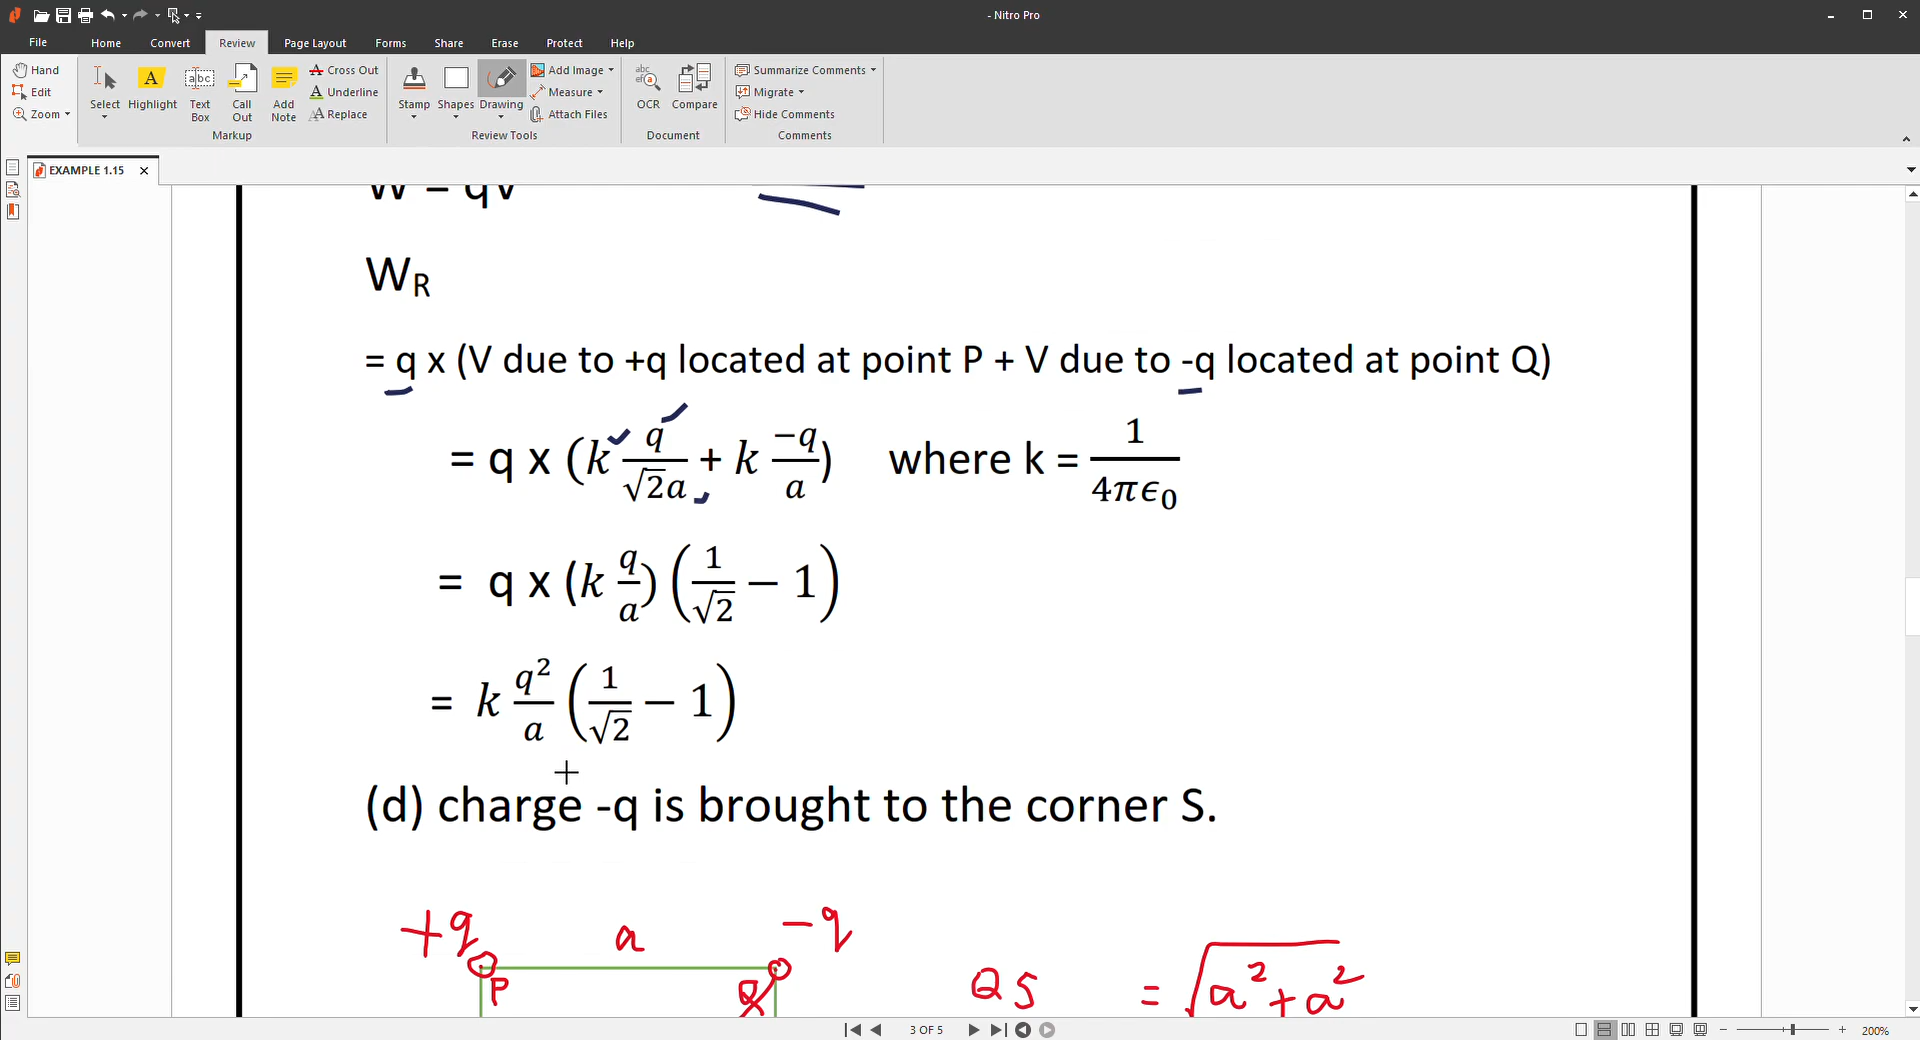 - Nitro Pro
File Home Convert Review Page Layout Forms Share Erase Protect Help
Hand
Edit
Zoom
Select
Highlight
Text Box
Call Out
Add Note
Cross Out
Underline
Replace
Markup
Stamp
Shapes
Drawing
Add Image
Measure
Attach Files
Review Tools
OCR
Compare
Document
Summarize Comments
Migrate
Hide Comments
Comments
EXAMPLE 1.15
W = qV
W_R
= q x (V due to +q located at point P + V due to -q located at point Q)
= q x (k q/√2a + k −q/a) where k = 1/4πϵ0
= q x (k q/a) (1/√2 − 1)
= k q²/a (1/√2 − 1)
(d) charge -q is brought to the corner S.
+q a −q
P Q QS = √a²+a²
3 OF 5
200%